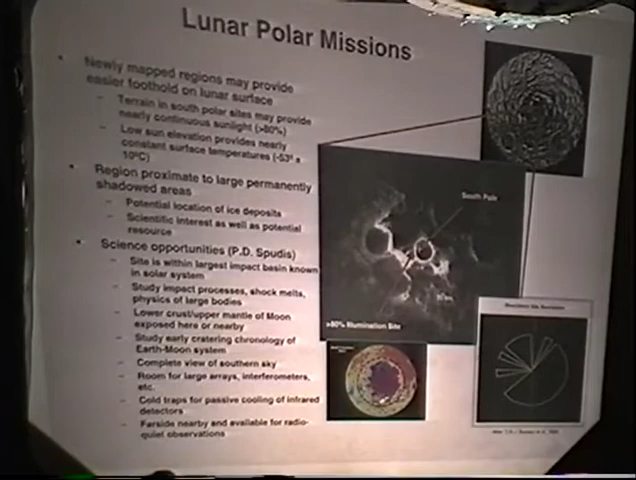 Lunar Polar Missions
• Newly mapped regions may provide
easier foothold on lunar surface
– Terrain in south polar sites may provide
nearly continuous sunlight (>80%)
– Low sun elevation provides nearly
constant surface temperatures (-53° ±
10°C)
• Region proximate to large permanently
shadowed areas
– Potential location of ice deposits
– Scientific interest as well as potential
resource
• Science opportunities (P.D. Spudis)
– Site is within largest impact basin known
in solar system
– Study impact processes, shock melts,
physics of large bodies
– Lower crust/upper mantle of Moon
exposed here or nearby
– Study early cratering chronology of
Earth-Moon system
– Complete view of southern sky
– Room for large arrays, interferometers,
etc.
– Cold traps for passive cooling of infrared
detectors
– Farside nearby and available for radio-
quiet observations
South Pole
>80% Illumination Site